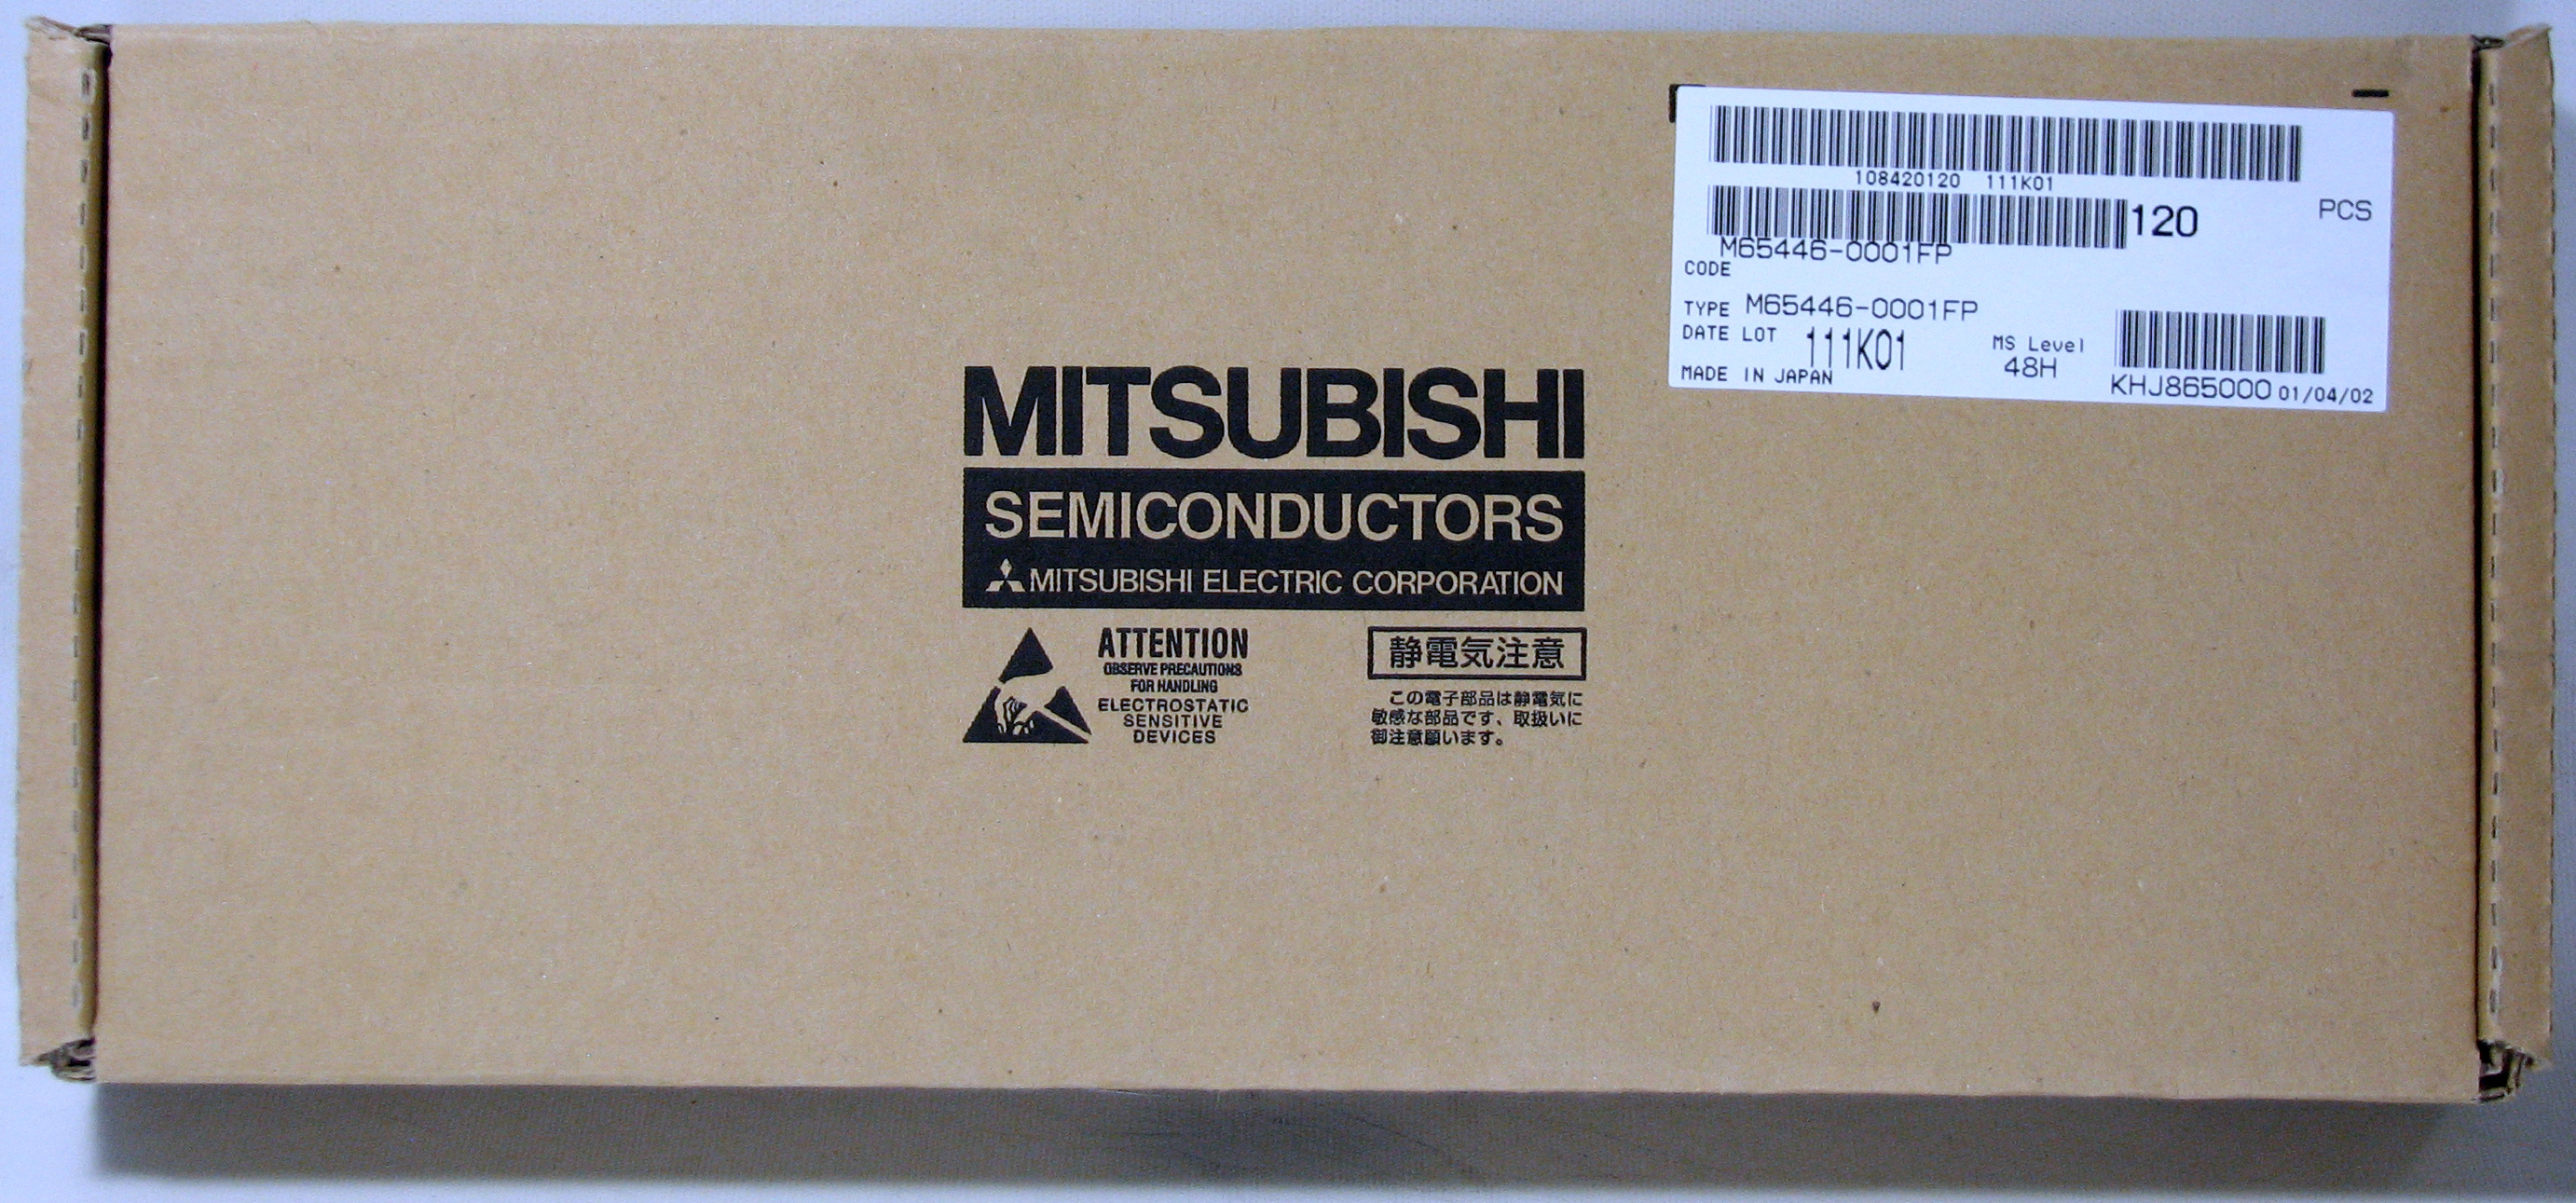 108420120 111K01
120 PCS
M65446-0001FP
CODE
TYPE M65446-0001FP
DATE LOT 111K01
MS Level
48H
MADE IN JAPAN
KHJ865000 01/04/02
MITSUBISHI
SEMICONDUCTORS
MITSUBISHI ELECTRIC CORPORATION
ATTENTION
OBSERVE PRECAUTIONS
FOR HANDLING
ELECTROSTATIC
SENSITIVE
DEVICES
静電気注意
この電子部品は静電気に
敏感な部品です、取扱いに
御注意願います。